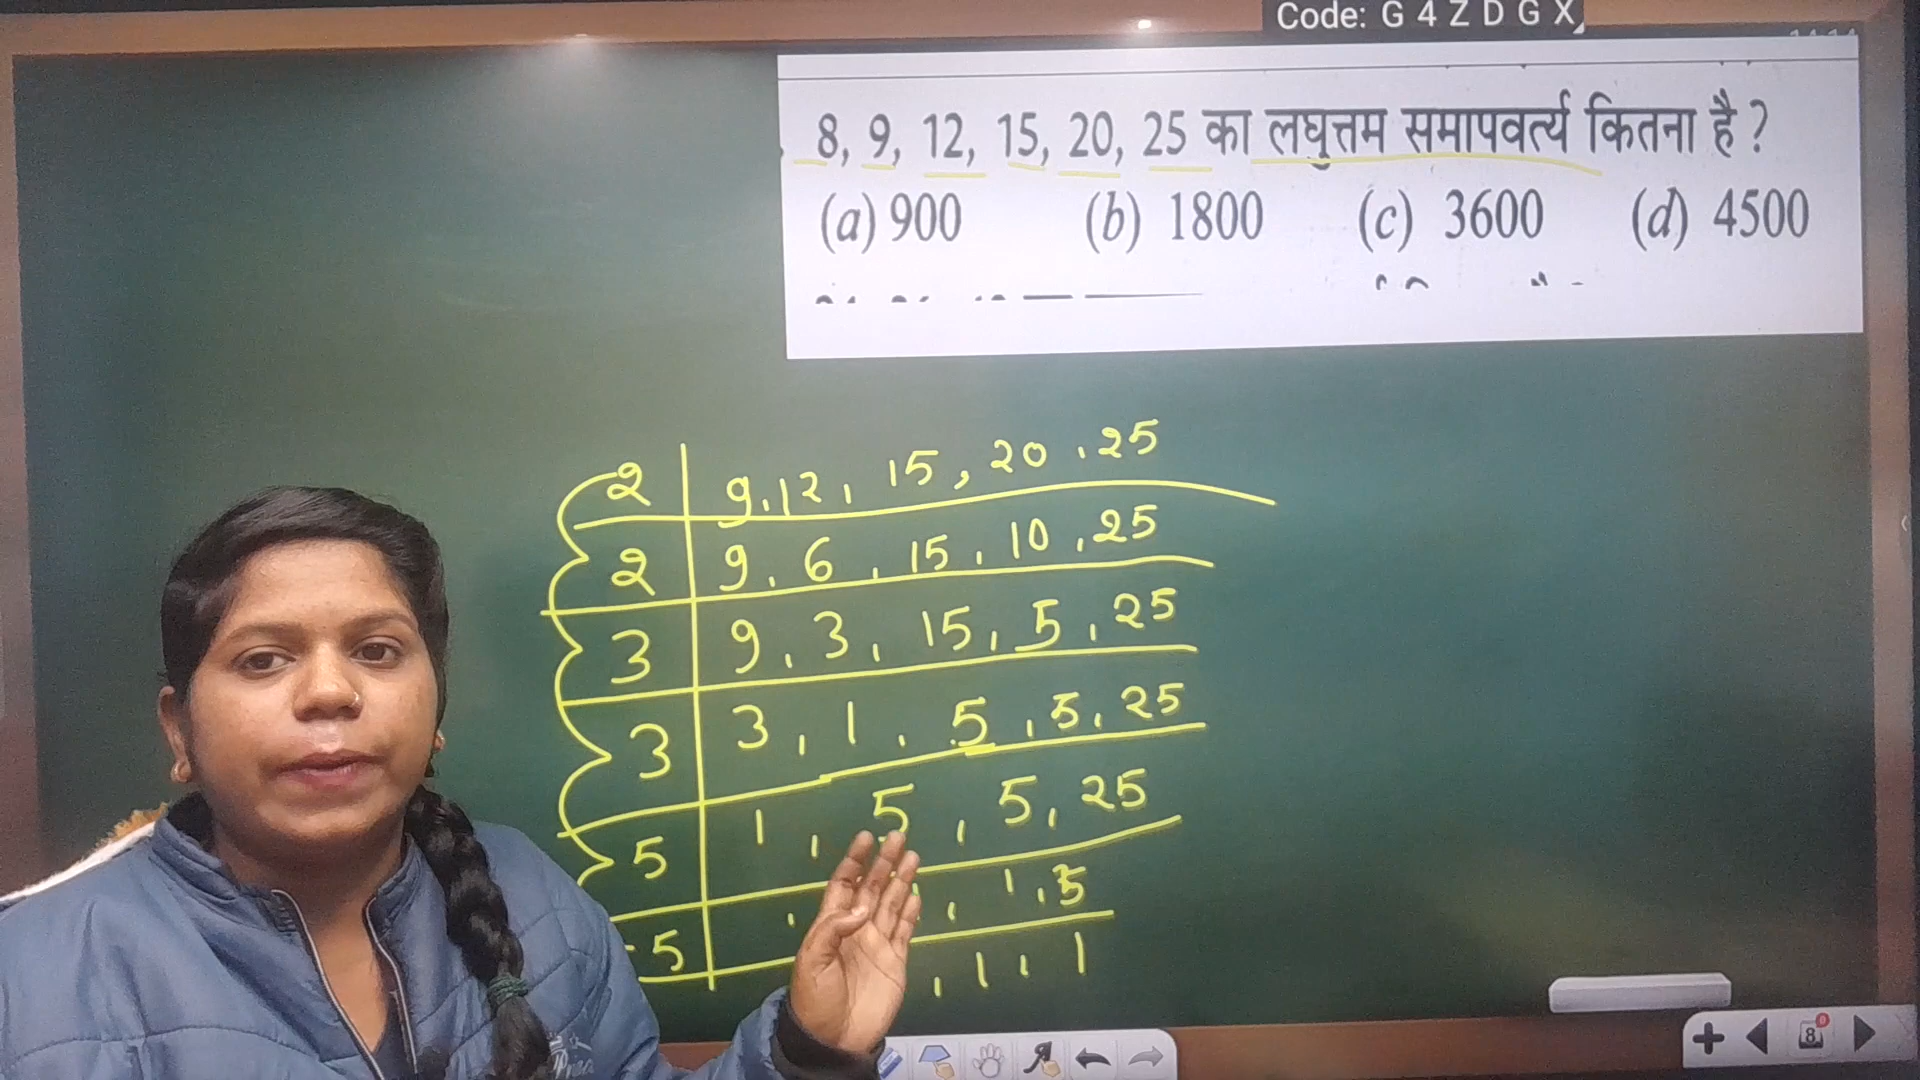 Code: G 4 Z D G X
8, 9, 12, 15, 20, 25 का लघुत्तम समापवर्त्य कितना है ?
(a) 900 (b) 1800 (c) 3600 (d) 4500
2 | 9, 12, 15, 20, 25
2 | 9, 6, 15, 10, 25
3 | 9, 3, 15, 5, 25
3 | 3, 1, 5, 5, 25
5 | 1, 5, 5, 25
5 | 1, 5
, 1, 1
8